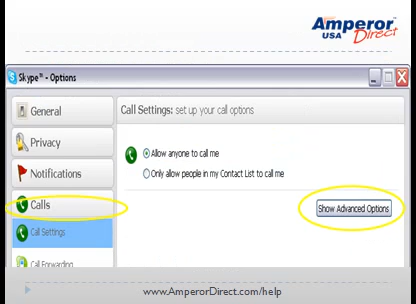 Amperor
USA Direct
Skype™ - Options
General
Privacy
Notifications
Calls
Call Settings
Call Forwarding
Call Settings: set up your call options
Allow anyone to call me
Only allow people in my Contact List to call me
Show Advanced Options
www.AmperorDirect.com/help